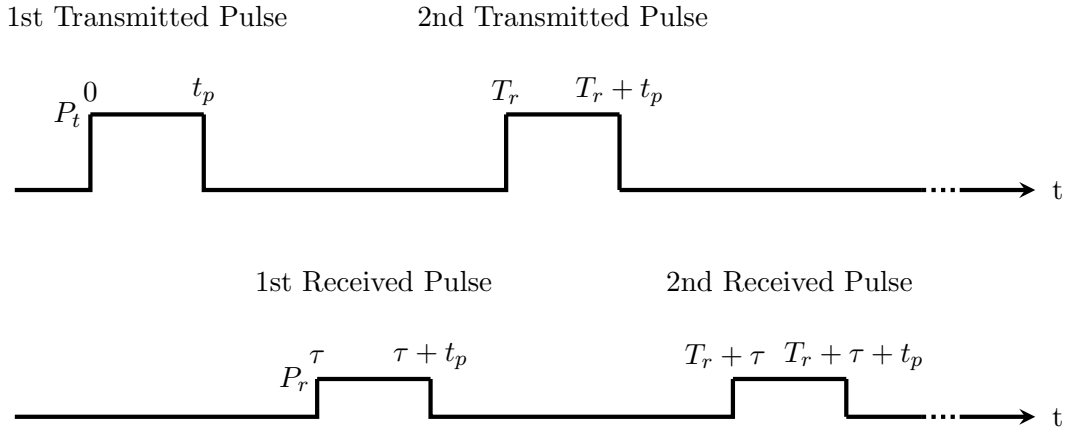 1st Transmitted Pulse 2nd Transmitted Pulse
0 t_p T_r T_r + t_p
P_t
t
1st Received Pulse 2nd Received Pulse
τ τ + t_p T_r + τ T_r + τ + t_p
P_r
t